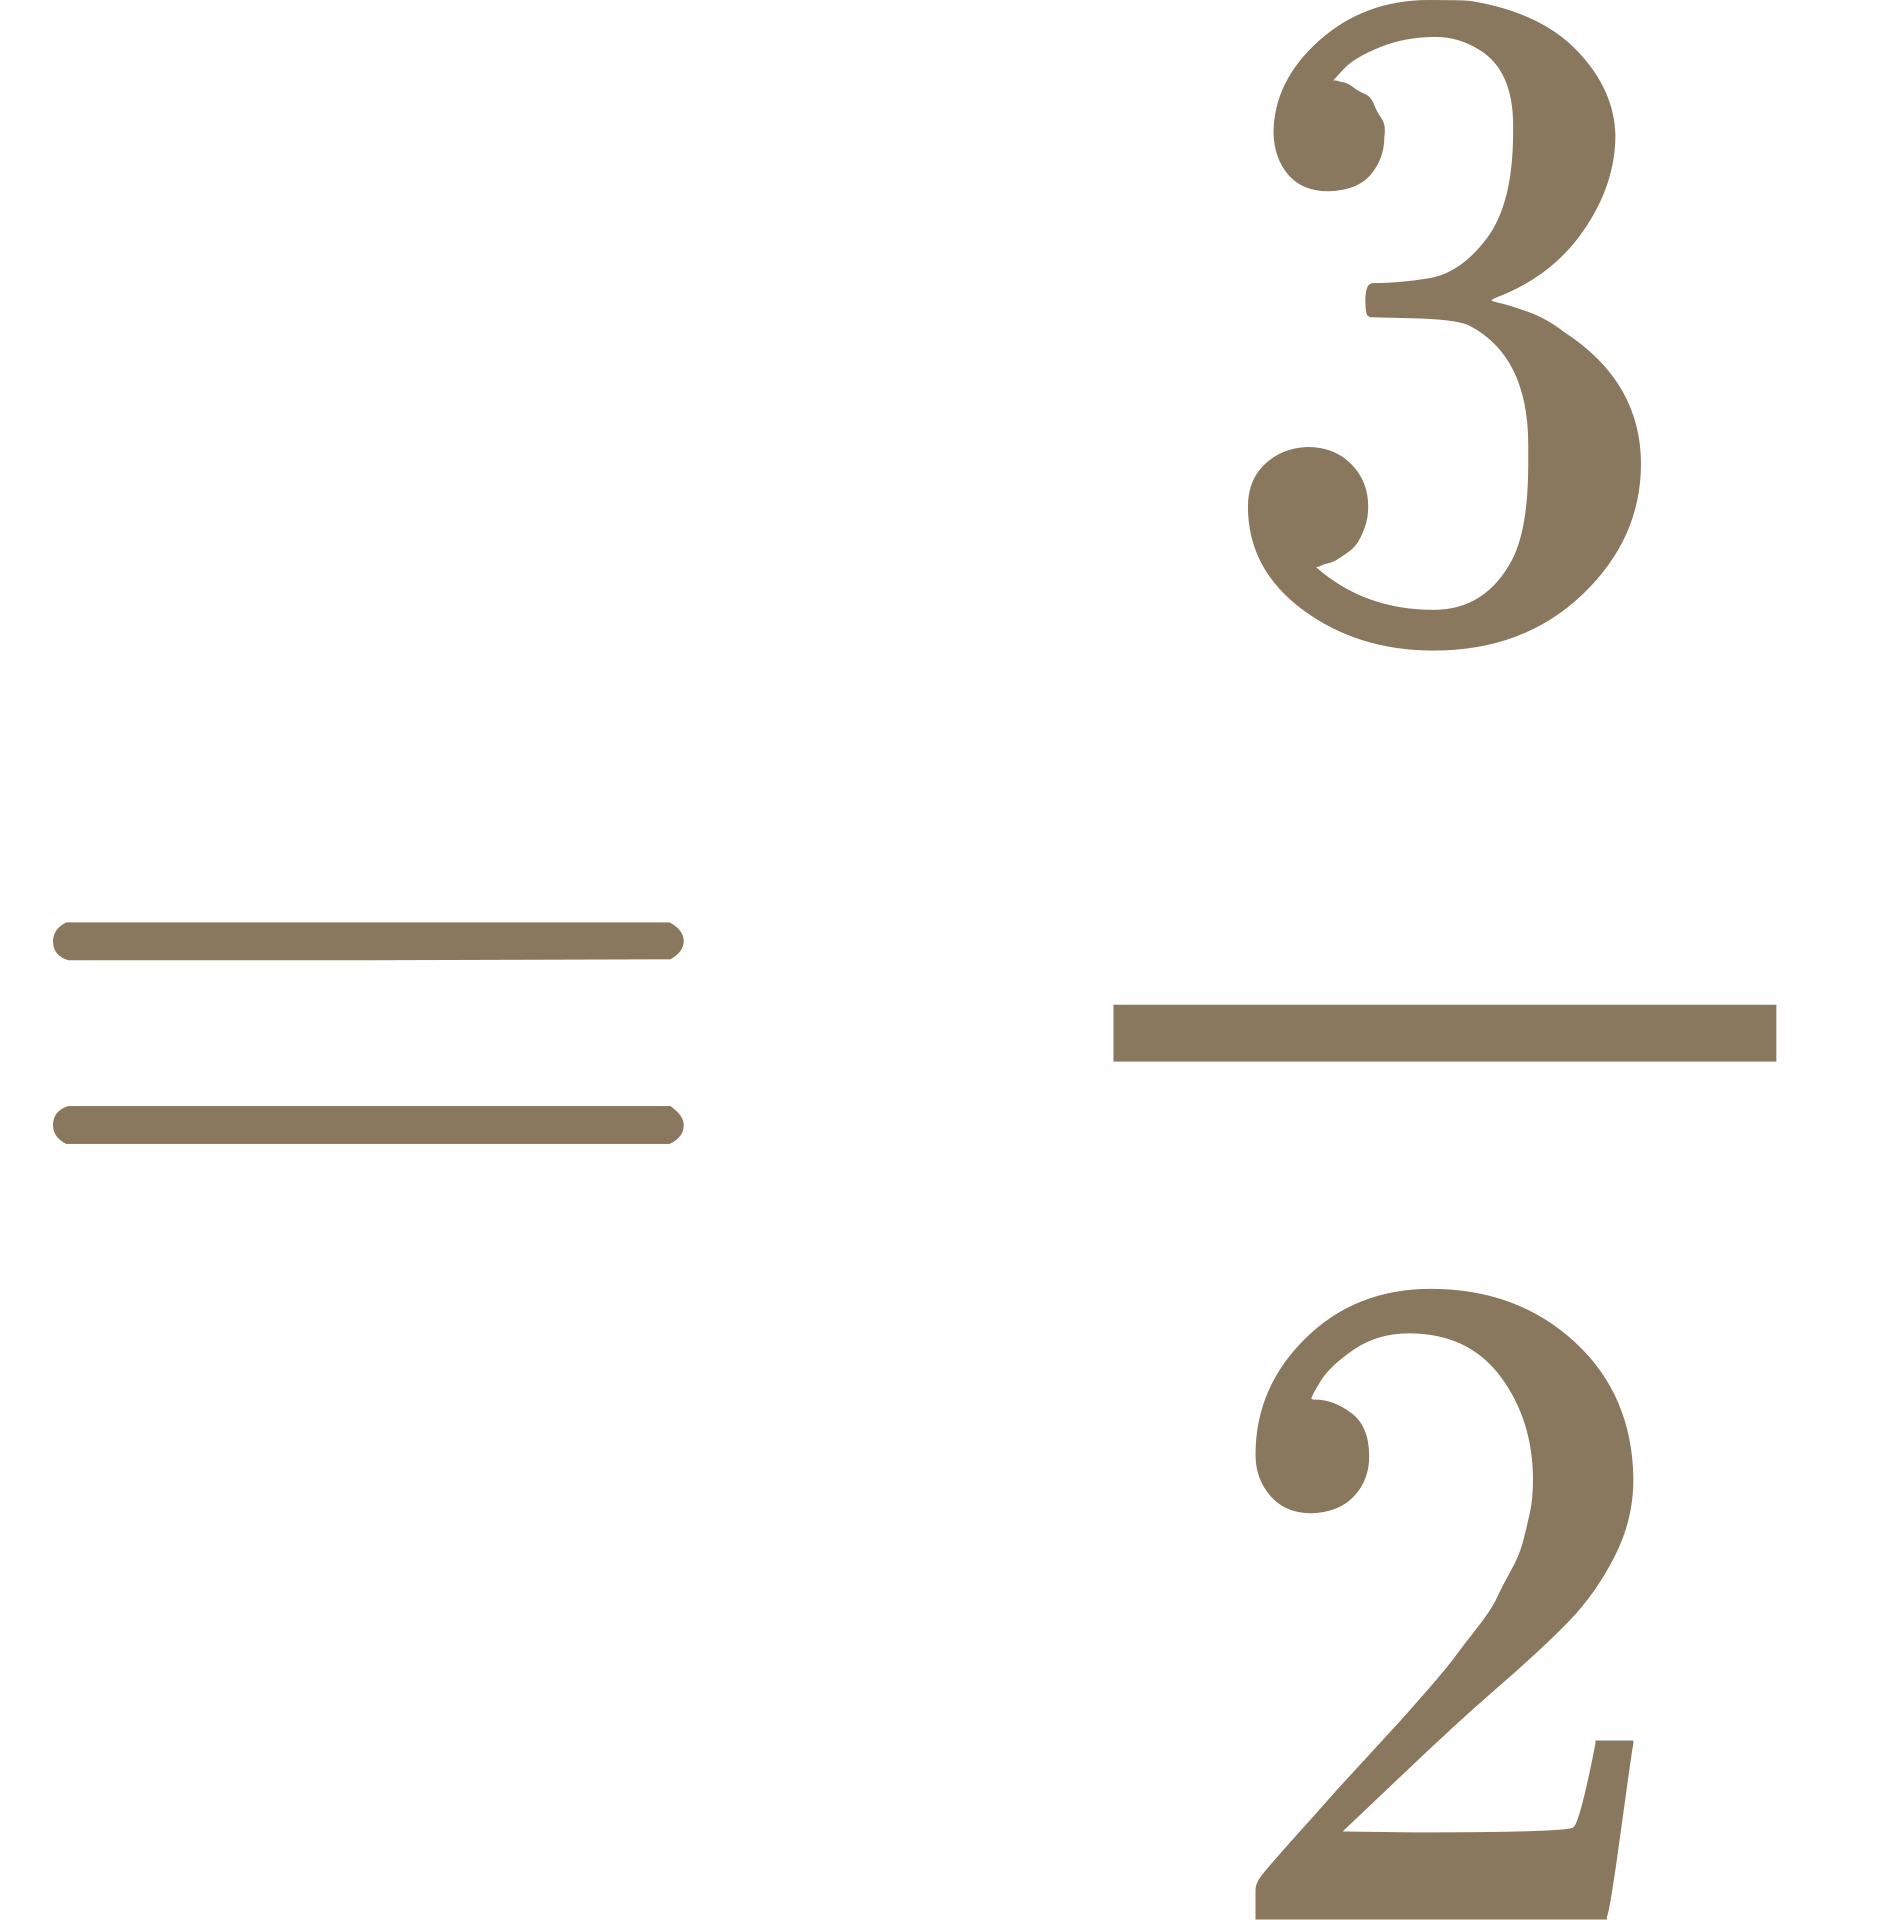 = 3/2